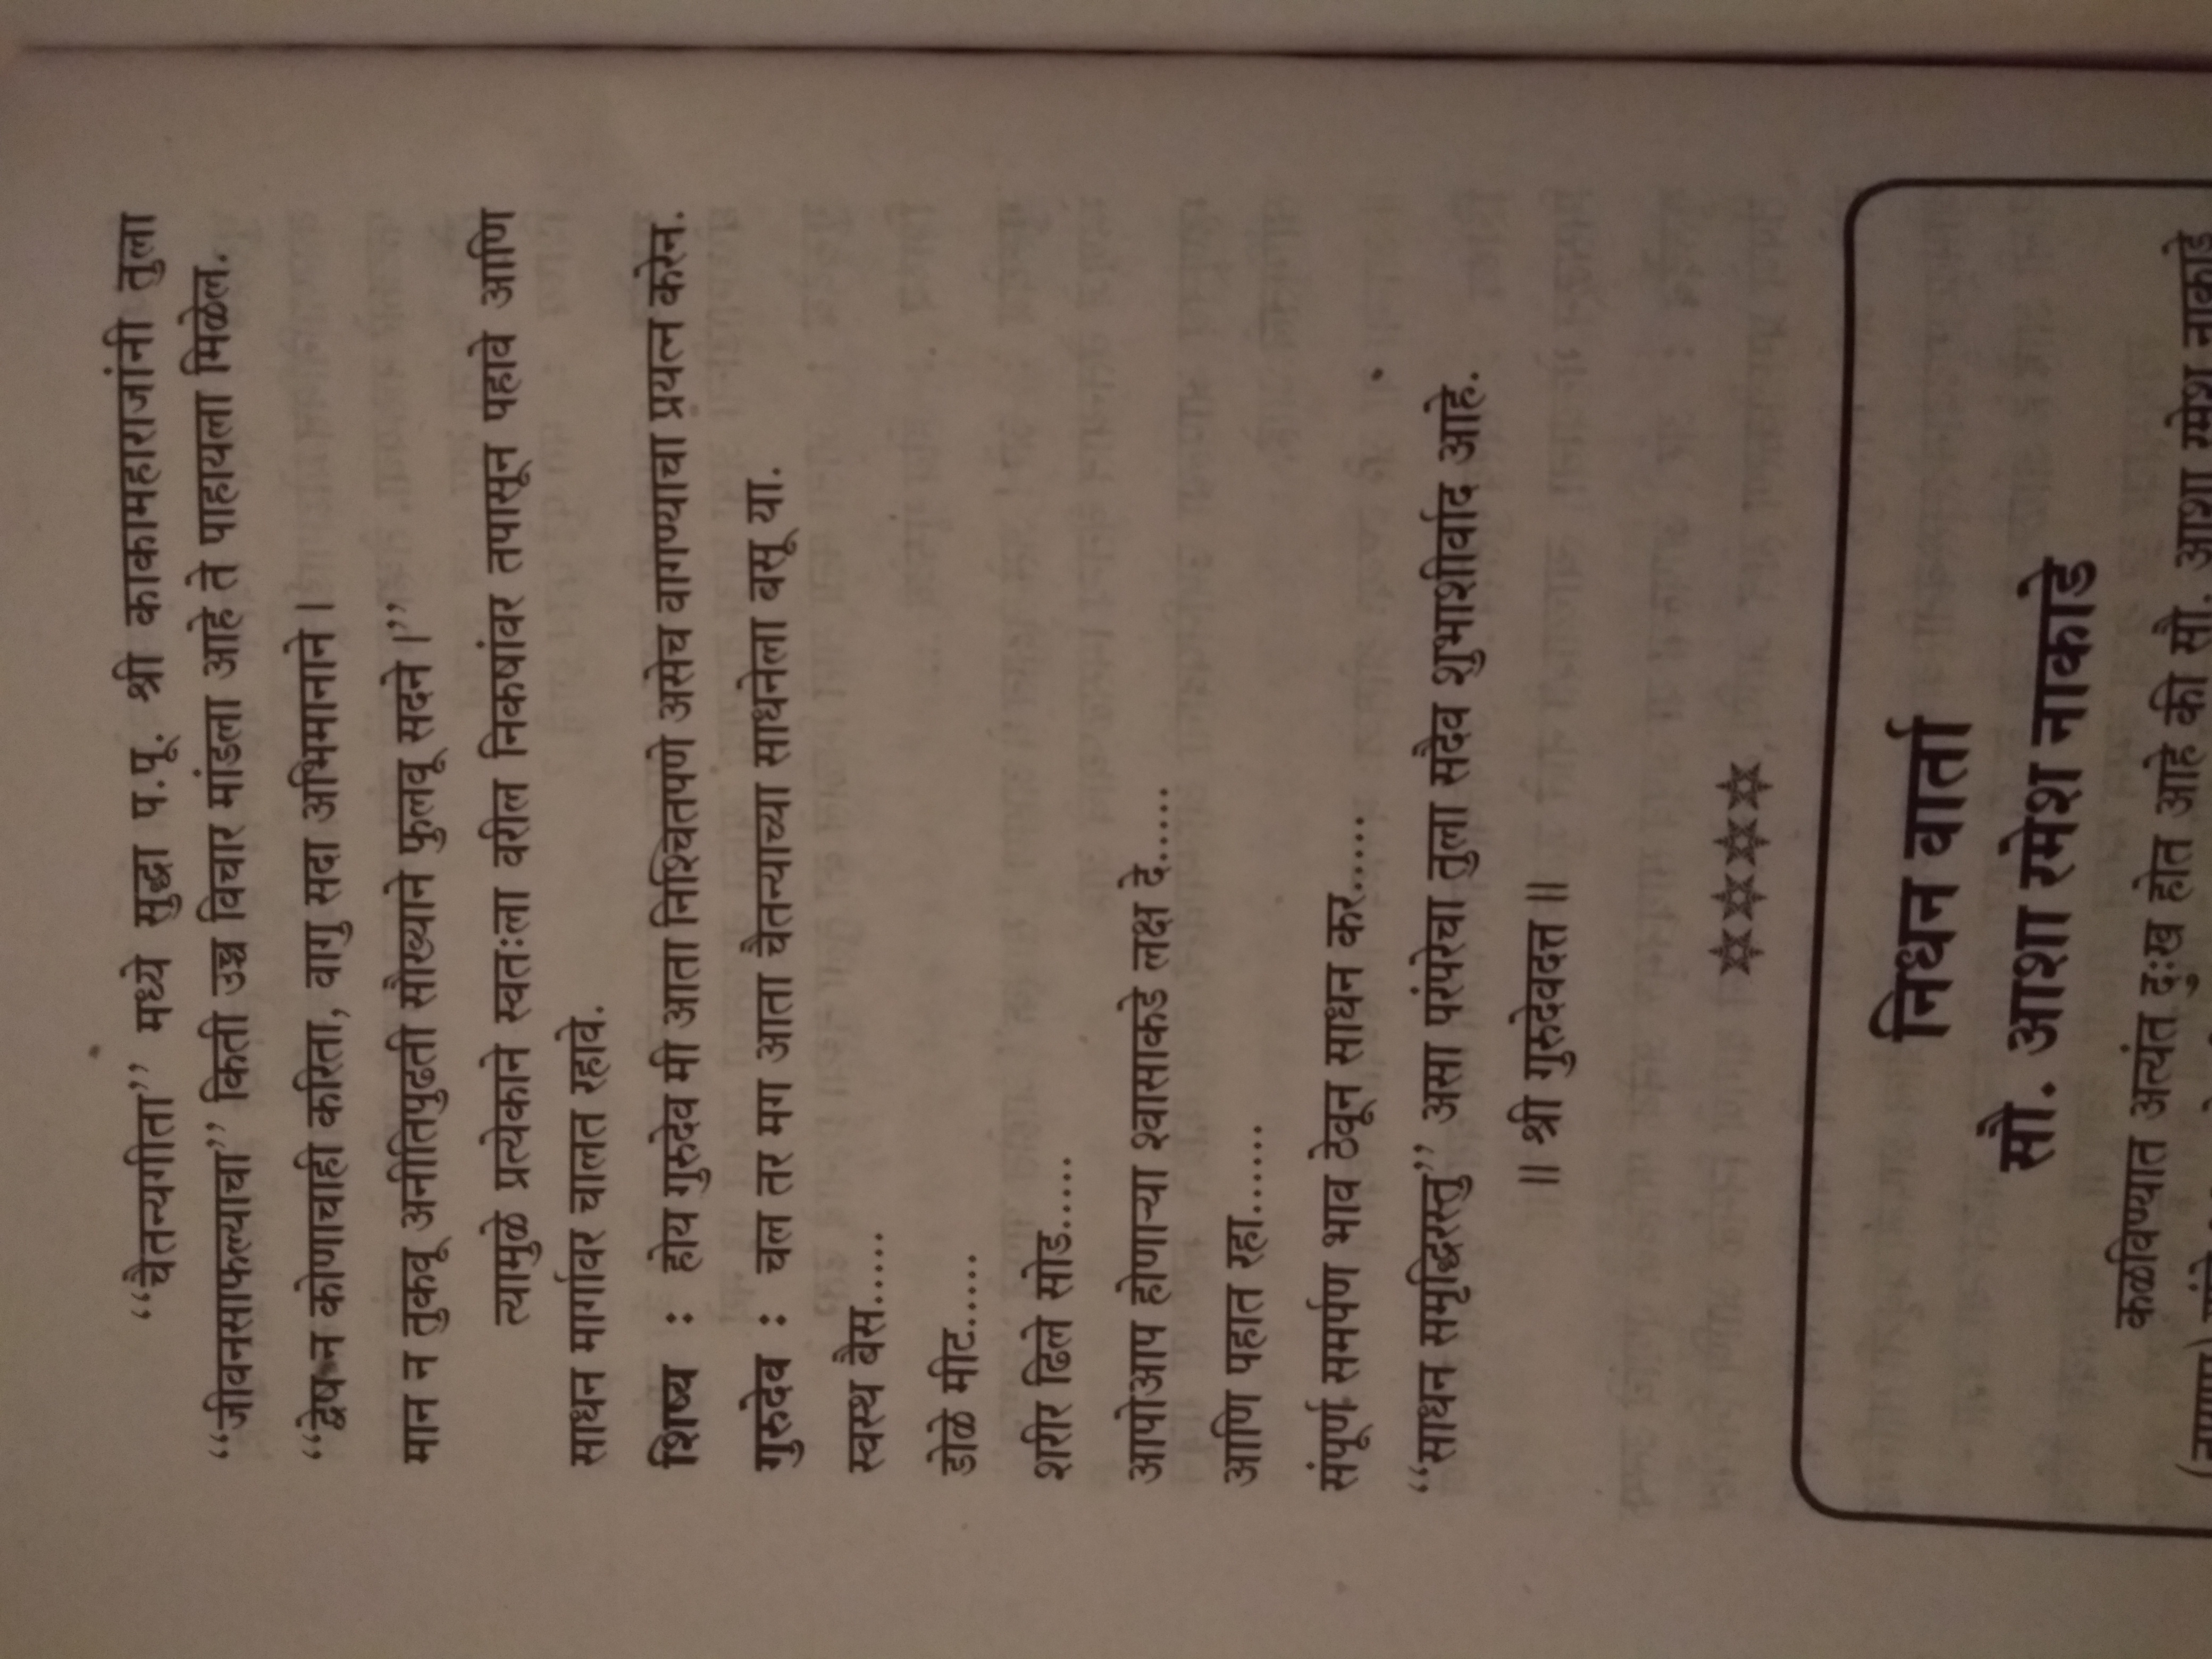 “चैतन्यगीता” मध्ये सुद्धा प.पू. श्री काकामहाराजांनी तुला
“जीवनसाफल्याचा” किती उच्च विचार मांडला आहे ते पाहायला मिळेल.
“द्वेष न कोणाचाही करिता, वागु सदा अभिमानाने ।
मान न तुकवू अनीतिपुढती सौख्याने फुलवू सदने ।”
त्यामुळे प्रत्येकाने स्वतःला वरील निकषांवर तपासून पहावे आणि
साधन मार्गावर चालत रहावे.
शिष्य : होय गुरुदेव मी आता निश्चितपणे असेच वागण्याचा प्रयत्न करेन.
गुरुदेव : चल तर मग आता चैतन्याच्या साधनेला बसू या.
स्वस्थ बैस......
डोळे मीट......
शरीर ढिले सोड......
आपोआप होणाऱ्या श्वासाकडे लक्ष दे......
आणि पहात रहा.......
संपूर्ण समर्पण भाव ठेवून साधन कर......
“साधन समृद्धिरस्तु” असा परंपरेचा तुला सदैव शुभाशीर्वाद आहे.
॥ श्री गुरुदेवदत्त ॥
✡✡✡✡
निधन वार्ता
सौ. आशा रमेश नाकाडे
कळविण्यात अत्यंत दुःख होत आहे की सौ. आशा रमेश नाकाडे